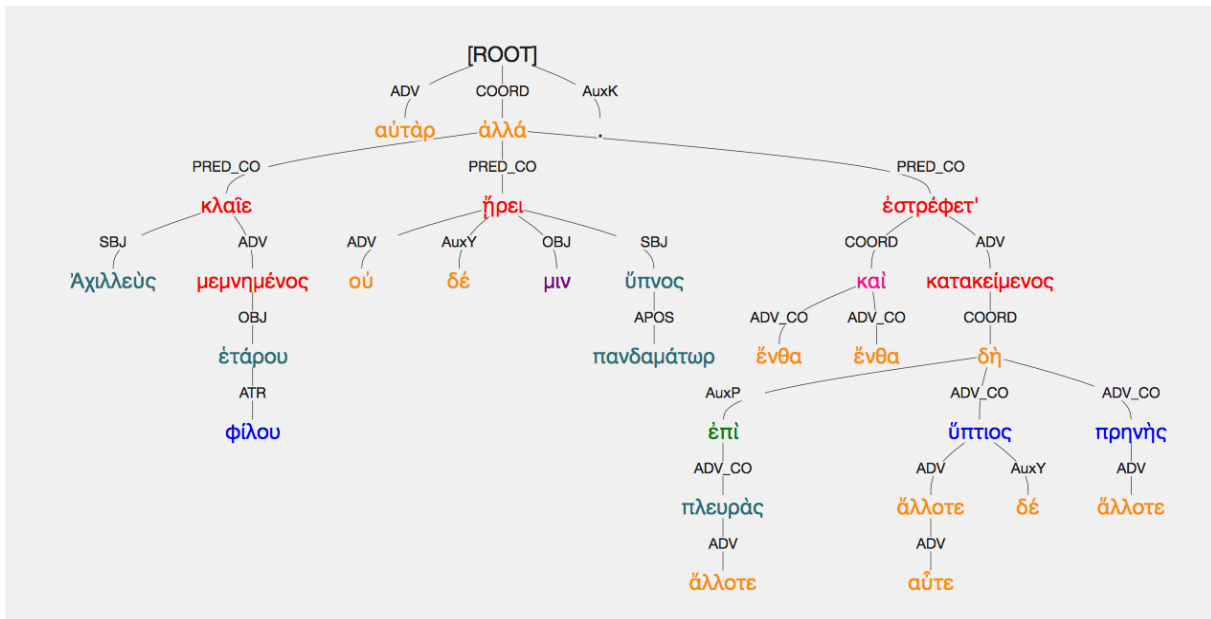 [ROOT]
ADV COORD AuxK
αὐτὰρ ἀλλά .
PRED_CO PRED_CO PRED_CO
κλαῖε ᾕρει ἐστρέφετ'
SBJ ADV ADV AuxY OBJ SBJ COORD ADV
Ἀχιλλεὺς μεμνημένος οὐ δέ μιν ὕπνος καὶ κατακείμενος
OBJ APOS ADV_CO ADV_CO COORD
ἑτάρου πανδαμάτωρ ἔνθα ἔνθα δὴ
ATR AuxP ADV_CO ADV_CO
φίλου ἐπὶ ὕπτιος πρηνὴς
ADV_CO ADV AuxY ADV
πλευρὰς ἄλλοτε δέ ἄλλοτε
ADV ADV
ἄλλοτε αὖτε